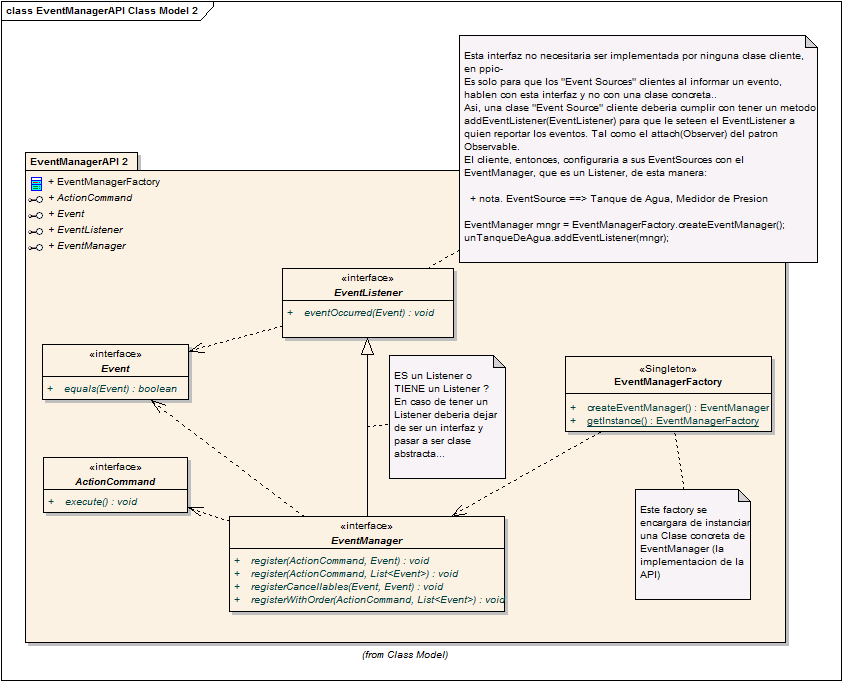 class EventManagerAPI Class Model 2
Esta interfaz no necesitaria ser implementada por ninguna clase cliente,
en ppio-
Es solo para que los "Event Sources" clientes al informar un evento,
hablen con esta interfaz y no con una clase concreta..
Asi, una clase "Event Source" cliente deberia cumplir con tener un metodo
addEventListener(EventListener) para que le seteen el EventListener a
quien reportar los eventos. Tal como el attach(Observer) del patron
Observable.
El cliente, entonces, configuraria a sus EventSources con el
EventManager, que es un Listener, de esta manera:
+ nota. EventSource ==> Tanque de Agua, Medidor de Presion
EventManager mngr = EventManagerFactory.createEventManager();
unTanqueDeAgua.addEventListener(mngr);
EventManagerAPI 2
+ EventManagerFactory
+ ActionCommand
+ Event
+ EventListener
+ EventManager
«interface»
EventListener
+ eventOccurred(Event) : void
«interface»
Event
+ equals(Event) : boolean
ES un Listener o
TIENE un Listener ?
En caso de tener un
Listener deberia dejar
de ser un interfaz y
pasar a ser clase
abstracta...
«Singleton»
EventManagerFactory
+ createEventManager() : EventManager
+ getInstance() : EventManagerFactory
«interface»
ActionCommand
+ execute() : void
«interface»
EventManager
+ register(ActionCommand, Event) : void
+ register(ActionCommand, List<Event>) : void
+ registerCancellables(Event, Event) : void
+ registerWithOrder(ActionCommand, List<Event>) : void
Este factory se
encargara de instanciar
una Clase concreta de
EventManager (la
implementacion de la
API)
(from Class Model)